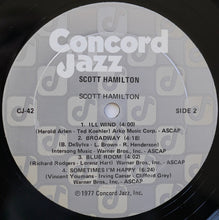 Concord
Jazz
SCOTT HAMILTON
SCOTT HAMILTON
CJ-42
SIDE 2
1. ILL WIND (4:00)
(Harold Arlen - Ted Koehler) Arko Music Corp. - ASCAP
2. BROADWAY (4:18)
(B. DeSylva - L. Brown - R. Henderson)
Intersong Music - Warner Bros. Inc. - ASCAP
3. BLUE ROOM (4:02)
(Richard Rodgers - Lorenz Hart) Warner Bros., Inc. - ASCAP
4. SOMETIMES I'M HAPPY (6:24)
(Vincent Youmans - Irving Caesar - Clifford Grey)
Warner Bros., Inc. - ASCAP
© 1977 Concord Jazz, Inc.